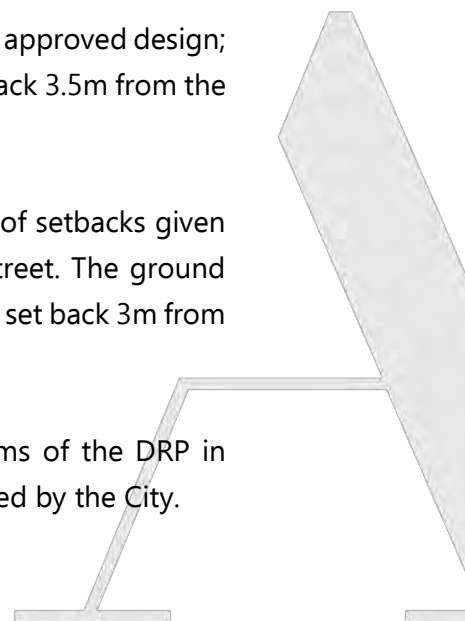 approved design;
ack 3.5m from the
of setbacks given
treet. The ground
set back 3m from
ms of the DRP in
ed by the City.